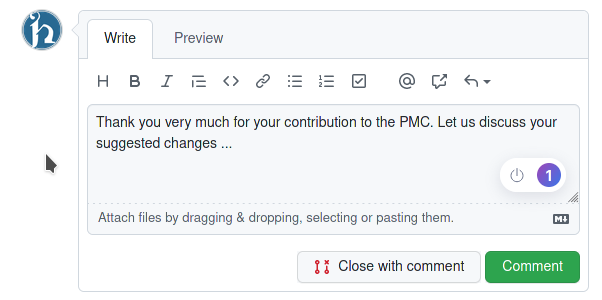 Write Preview
H B I
Thank you very much for your contribution to the PMC. Let us discuss your
suggested changes ...
1
Attach files by dragging & dropping, selecting or pasting them.
Close with comment Comment